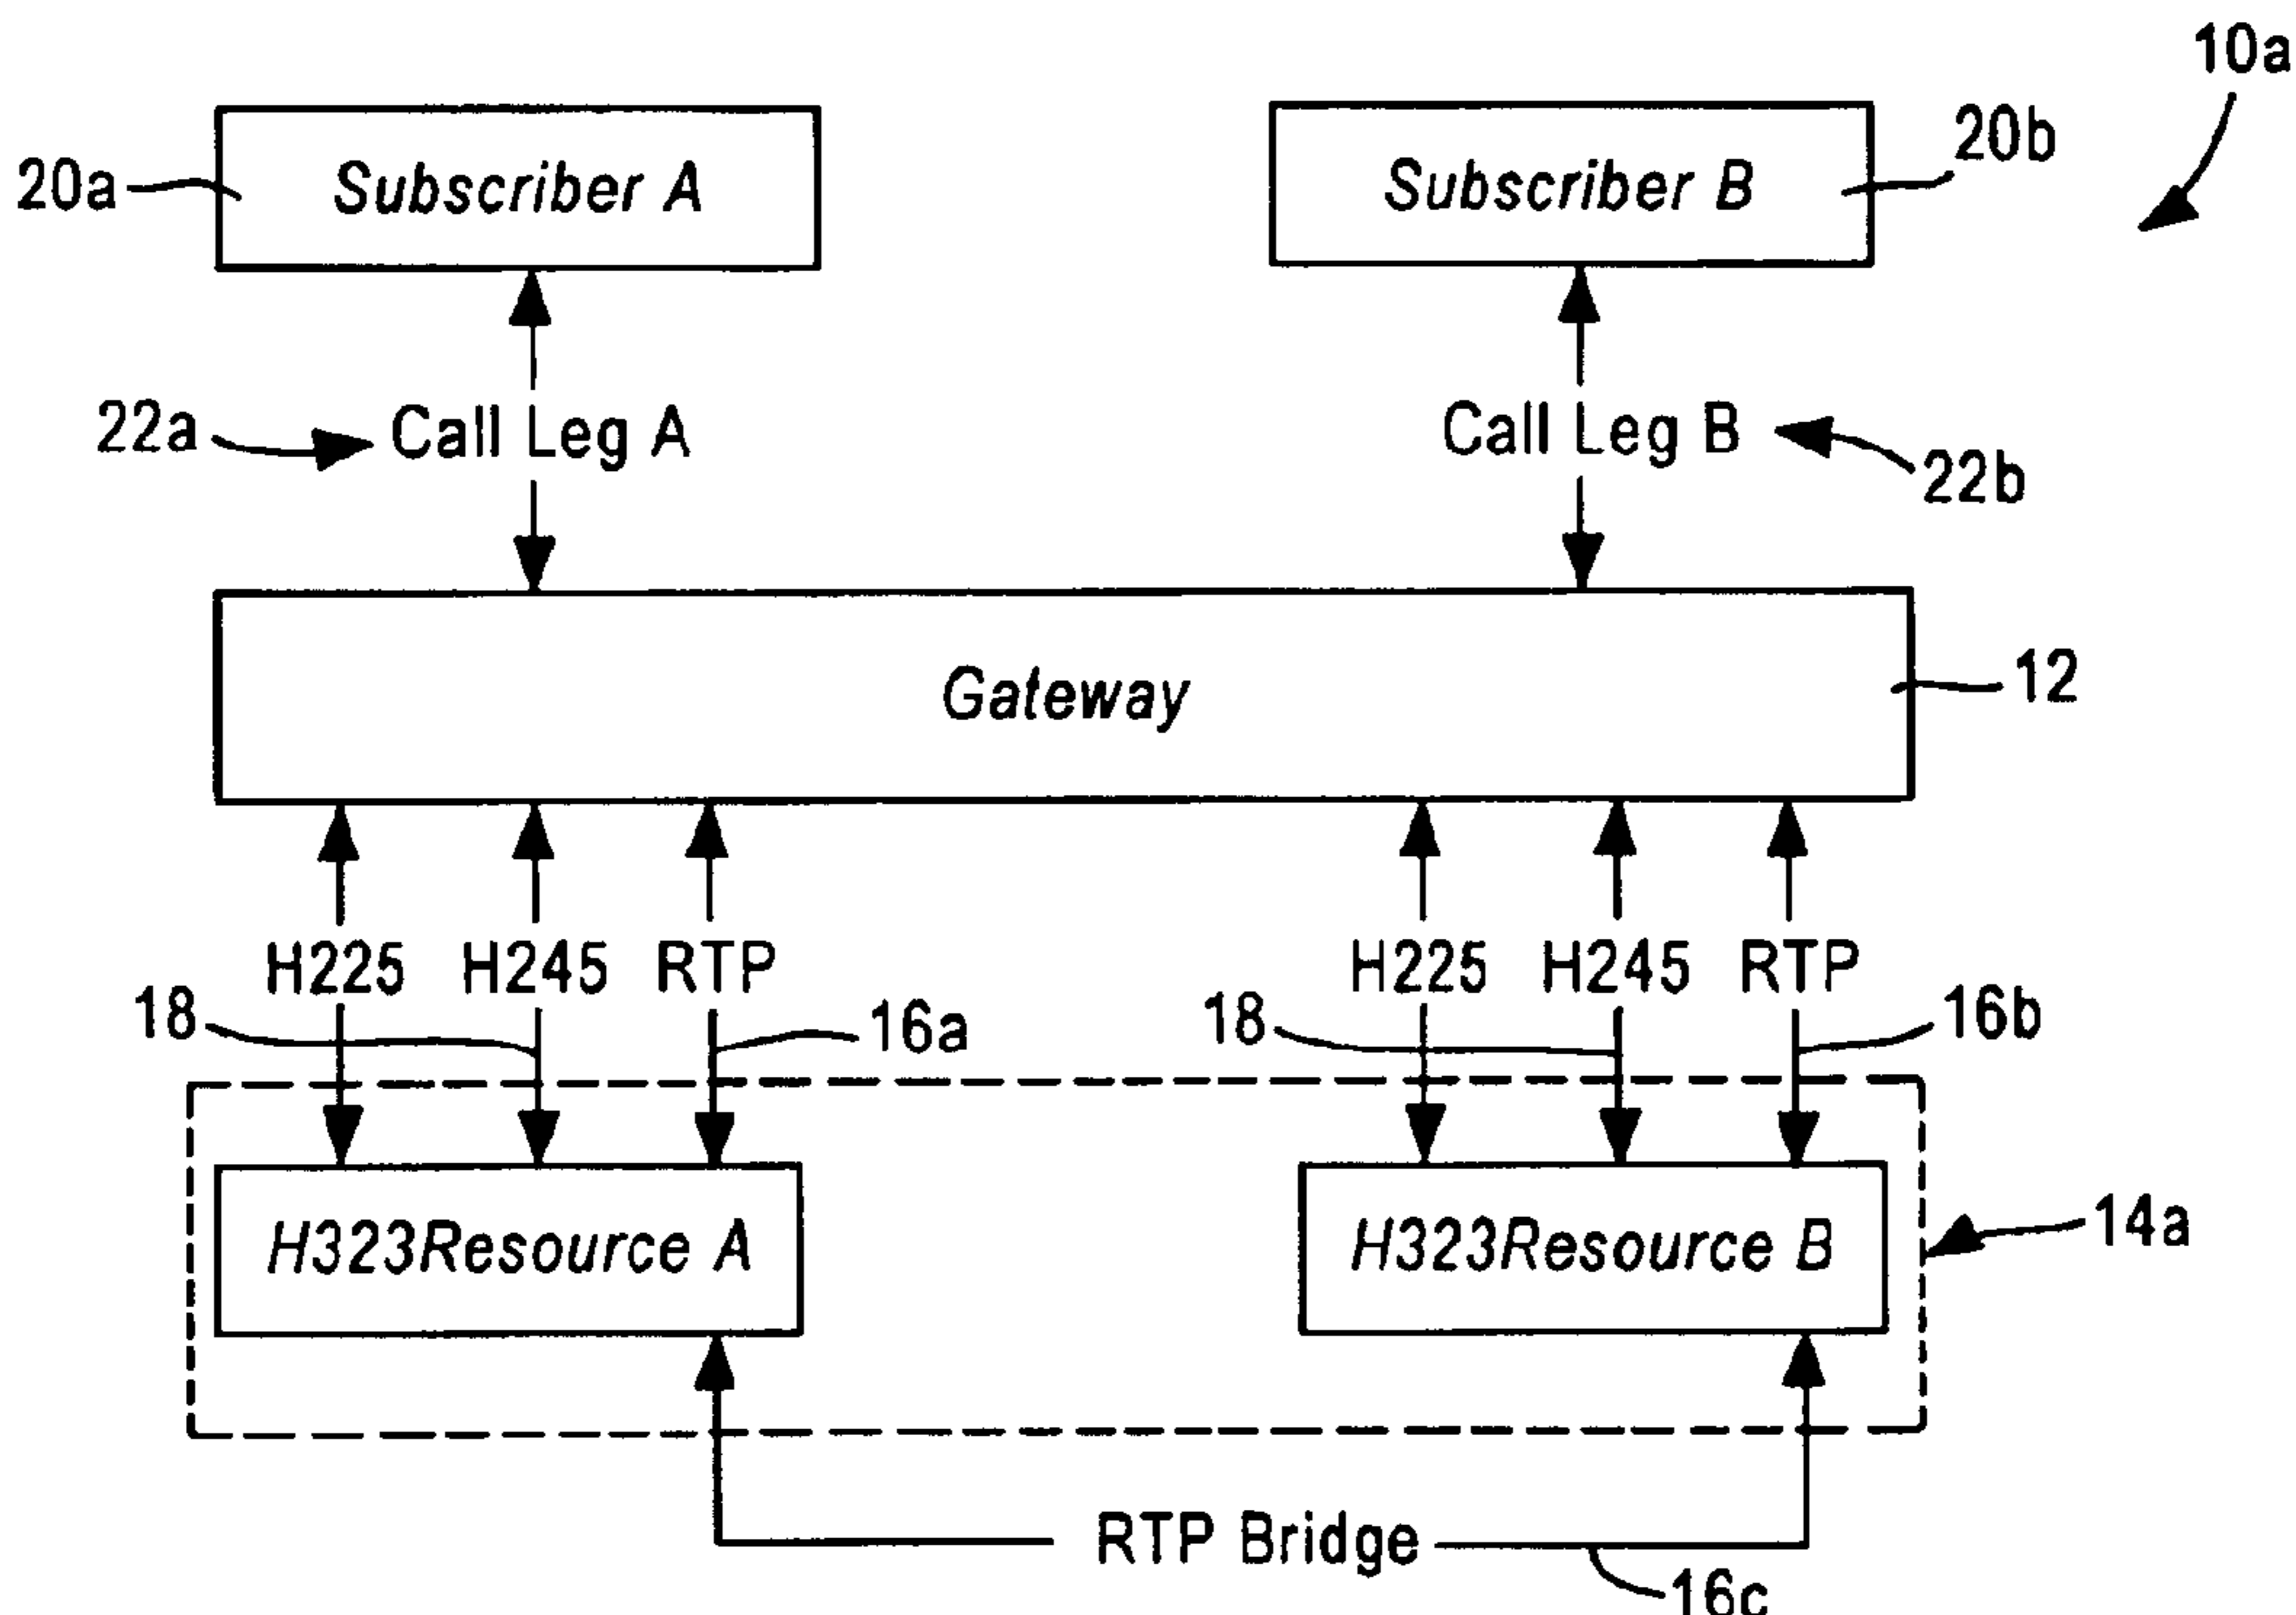 10a
20a
Subscriber A
Subscriber B
20b
22a
Call Leg A
Call Leg B
22b
Gateway
12
H225 H245 RTP
H225 H245 RTP
18
16a
18
16b
H323Resource A
H323Resource B
14a
RTP Bridge
16c